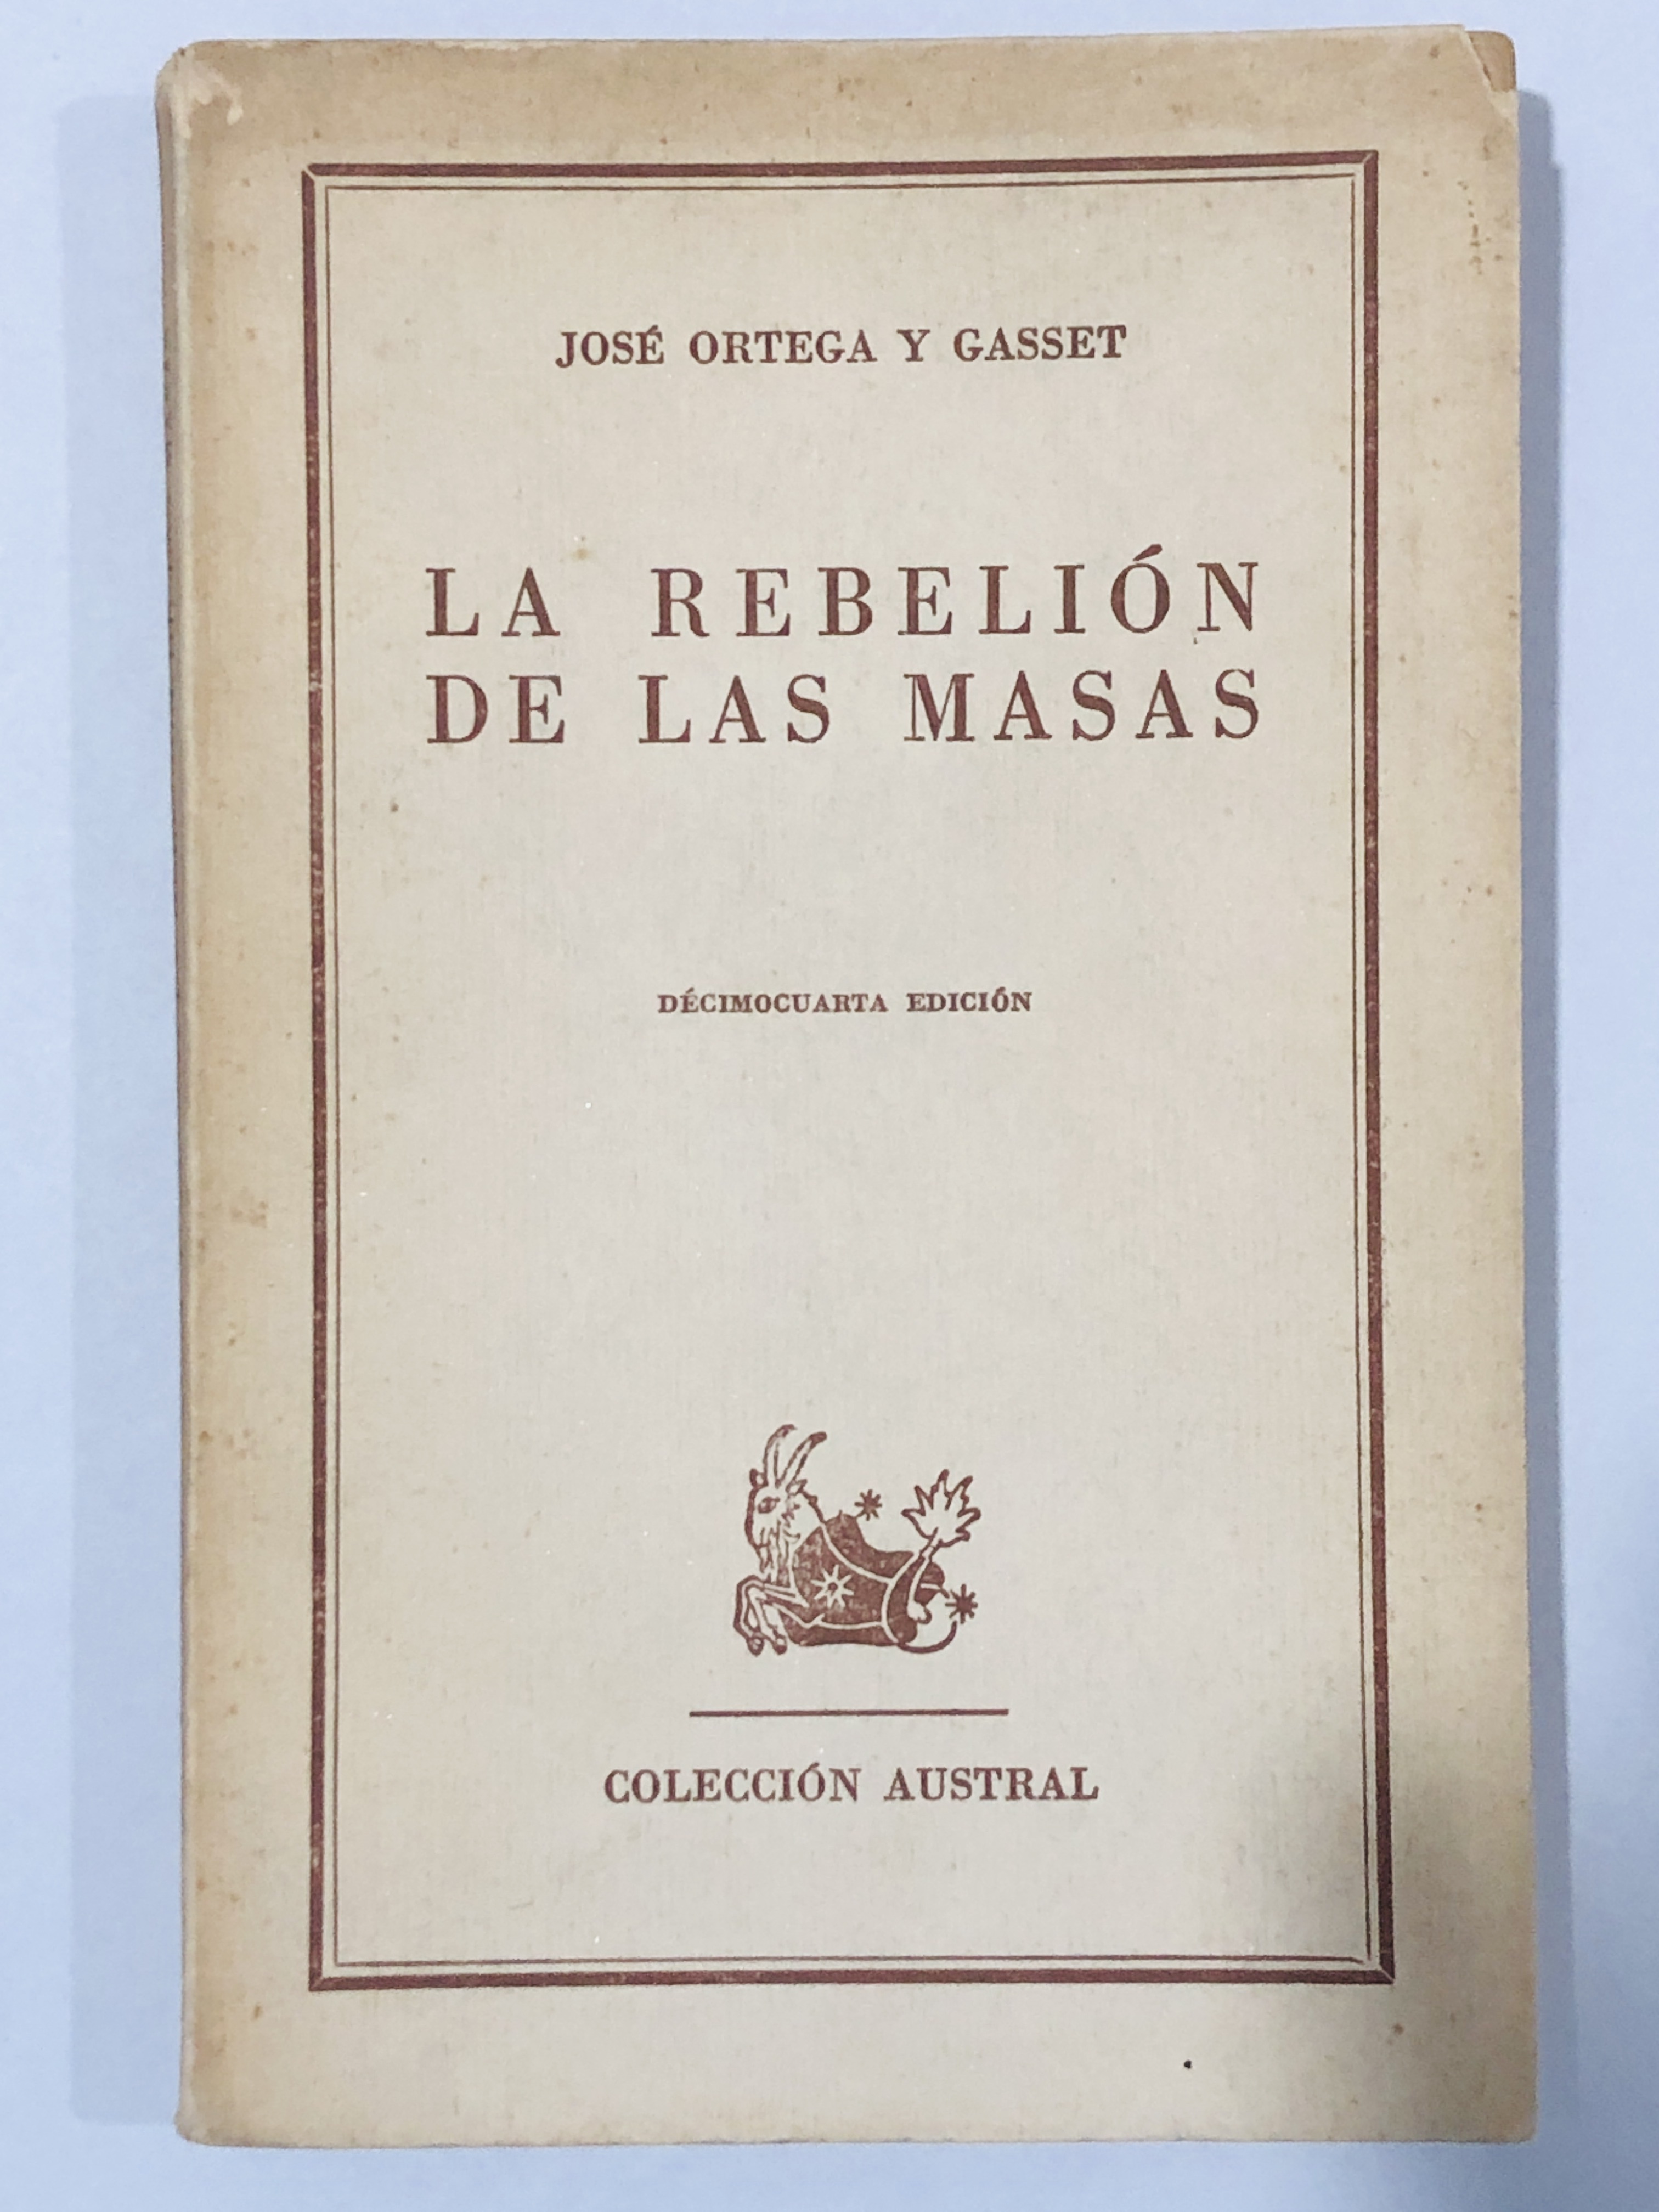 JOSÉ ORTEGA Y GASSET
LA REBELIÓN
DE LAS MASAS
DÉCIMOCUARTA EDICIÓN
COLECCIÓN AUSTRAL